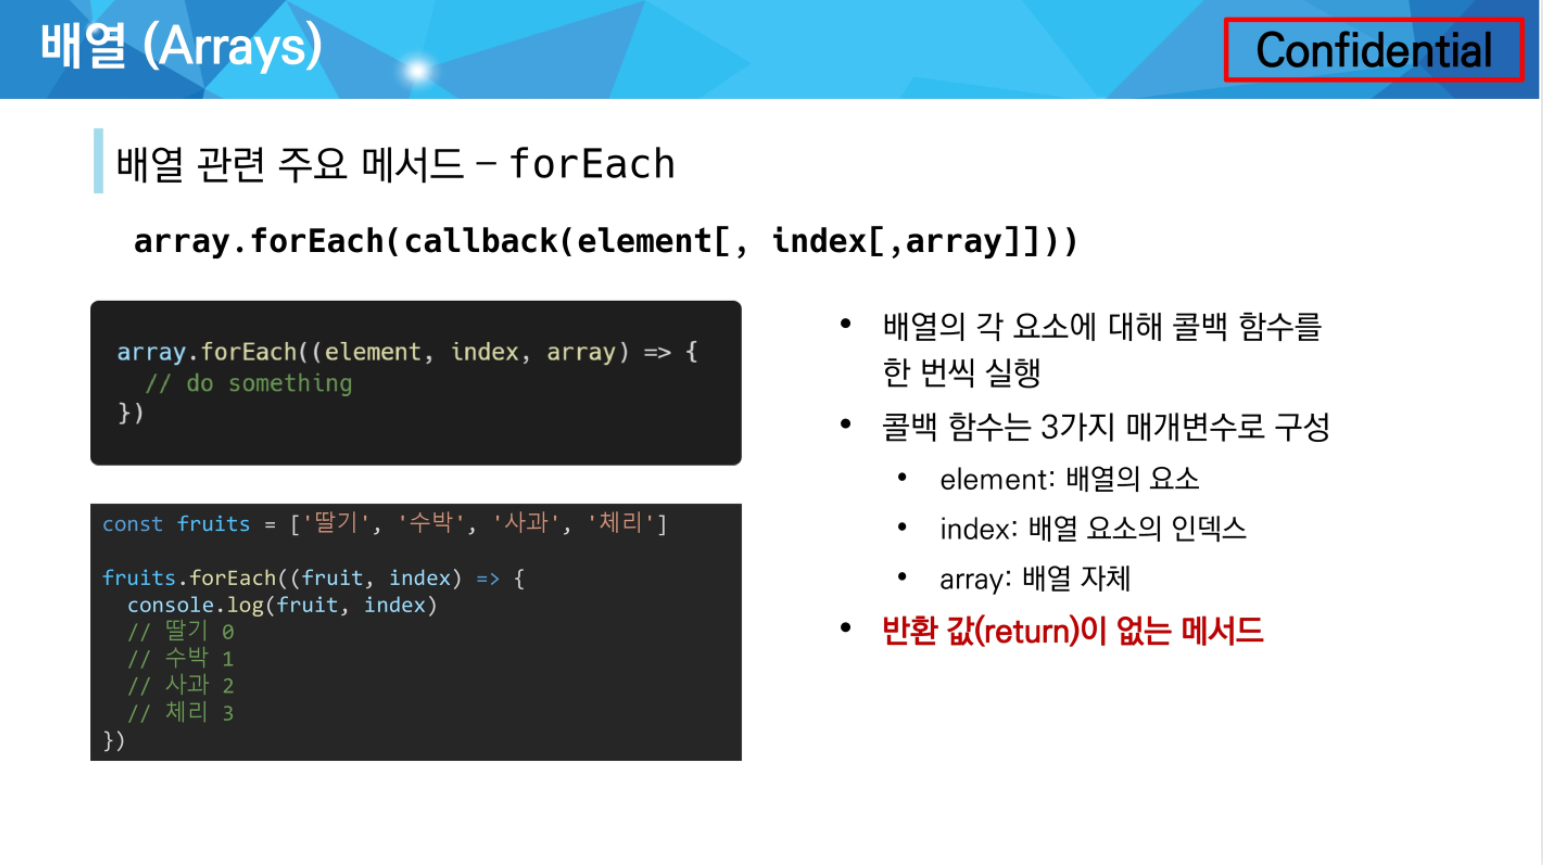 배열 (Arrays)
Confidential
배열 관련 주요 메서드 – forEach
array.forEach(callback(element[, index[,array]]))
array.forEach((element, index, array) => {
  // do something
})
const fruits = ['딸기', '수박', '사과', '체리']
fruits.forEach((fruit, index) => {
  console.log(fruit, index)
  // 딸기 0
  // 수박 1
  // 사과 2
  // 체리 3
})
• 배열의 각 요소에 대해 콜백 함수를
한 번씩 실행
• 콜백 함수는 3가지 매개변수로 구성
• element: 배열의 요소
• index: 배열 요소의 인덱스
• array: 배열 자체
• 반환 값(return)이 없는 메서드